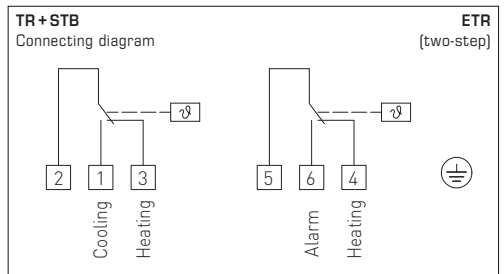 TR+STB ETR
Connecting diagram (two-step)
ϑ ϑ
2 1 3 5 6 4
Cooling Heating Alarm Heating